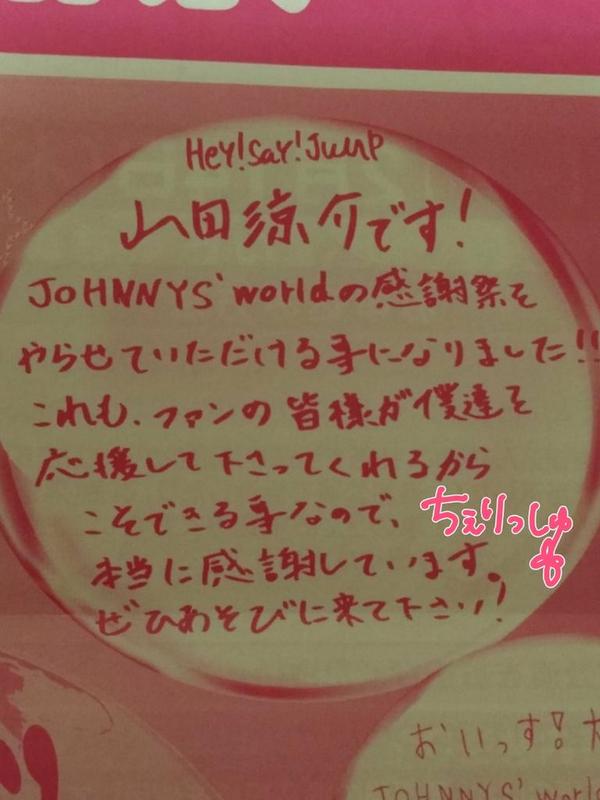 Hey!Say!JUMP
山田涼介です!
JOHNNYS' worldの感謝祭を
やらせていただける事になりました!!
これも、ファンの皆様が僕達を
応援して下さってくれるから
こそできる事なので、
ちぇりっしゅ
本当に感謝しています。
ぜひあそびに来て下さい!
おいっす!
JOHNNYS' World